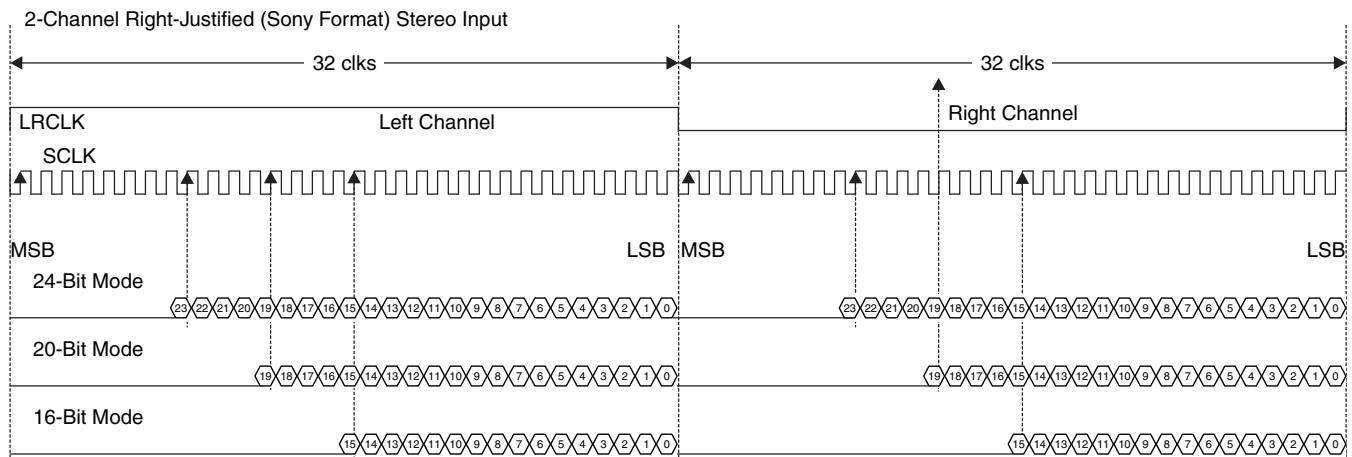 2-Channel Right-Justified (Sony Format) Stereo Input
32 clks 32 clks
LRCLK Left Channel Right Channel
SCLK
MSB LSB MSB LSB
24-Bit Mode
23 22 21 20 19 18 17 16 15 14 13 12 11 10 9 8 7 6 5 4 3 2 1 0 23 22 21 20 19 18 17 16 15 14 13 12 11 10 9 8 7 6 5 4 3 2 1 0
20-Bit Mode
19 18 17 16 15 14 13 12 11 10 9 8 7 6 5 4 3 2 1 0 19 18 17 16 15 14 13 12 11 10 9 8 7 6 5 4 3 2 1 0
16-Bit Mode
15 14 13 12 11 10 9 8 7 6 5 4 3 2 1 0 15 14 13 12 11 10 9 8 7 6 5 4 3 2 1 0